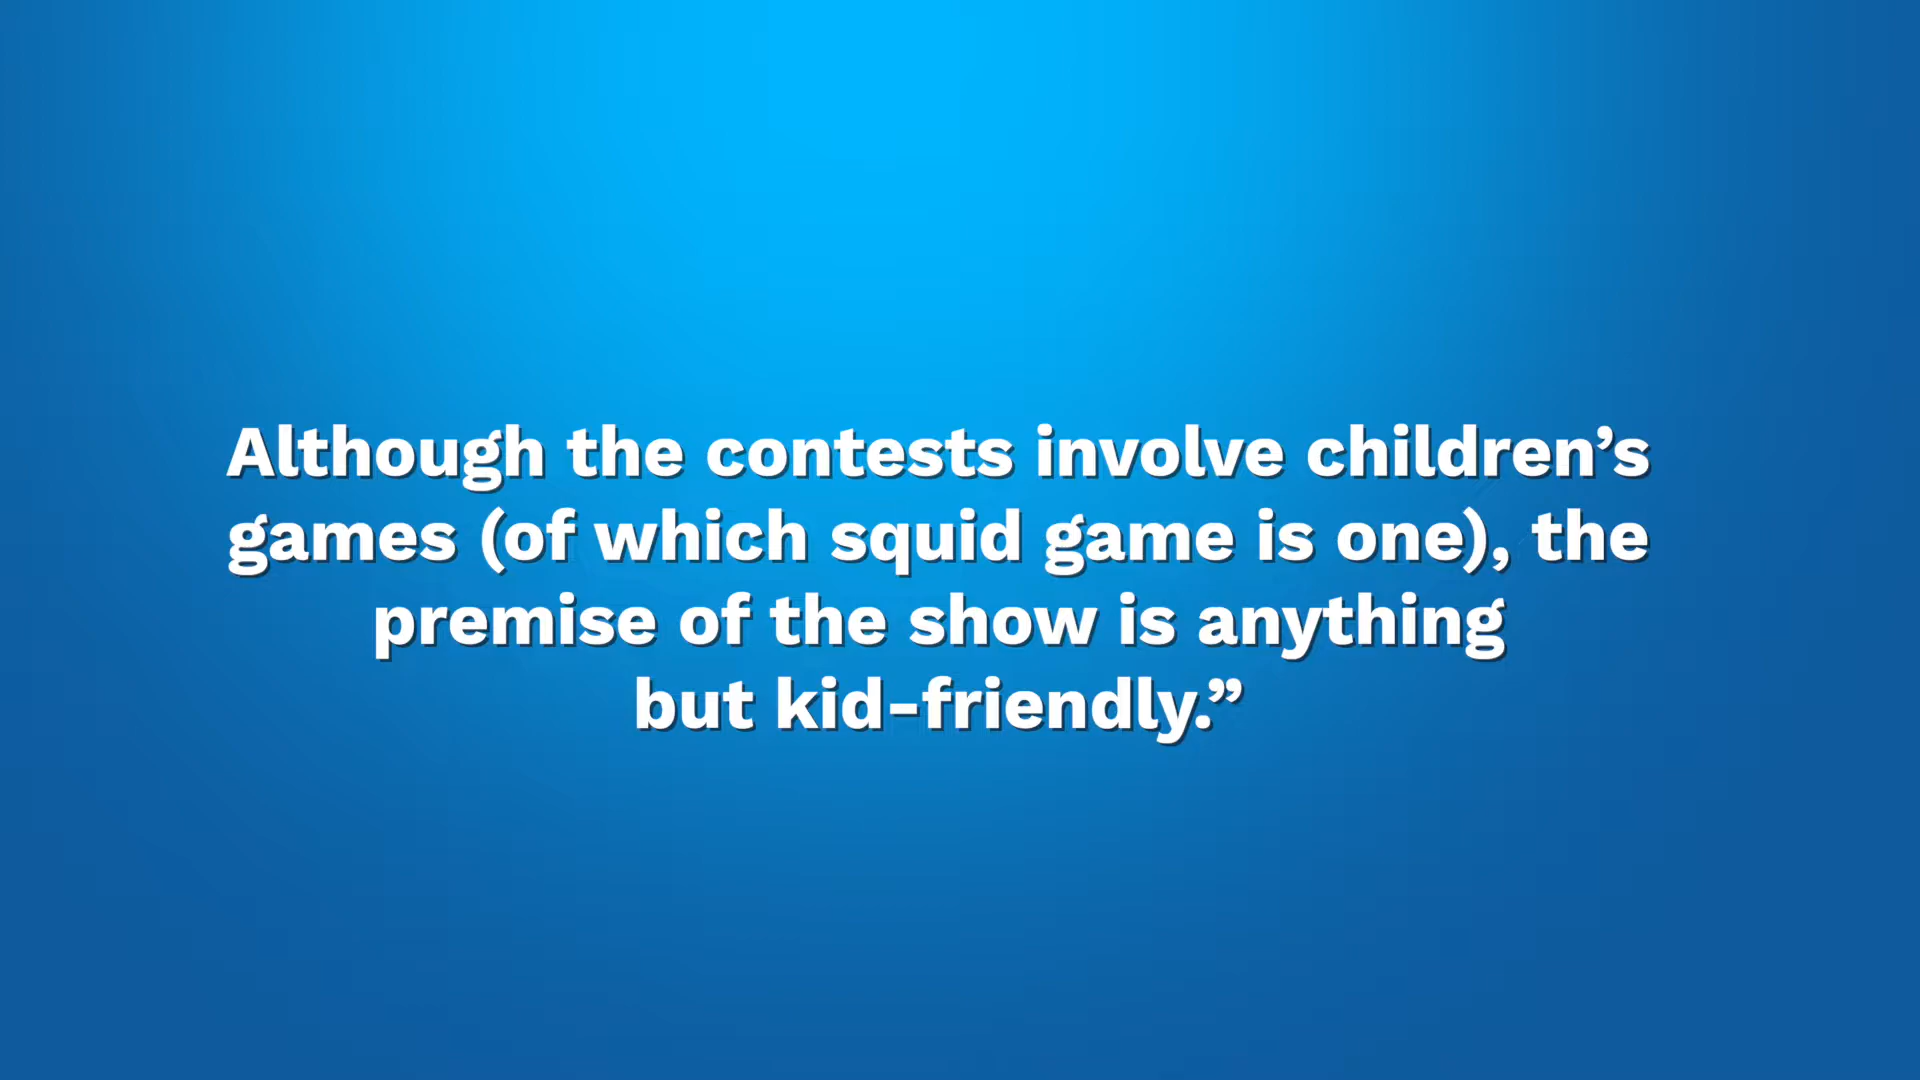 Although the contests involve children’s
games (of which squid game is one), the
premise of the show is anything
but kid-friendly.”